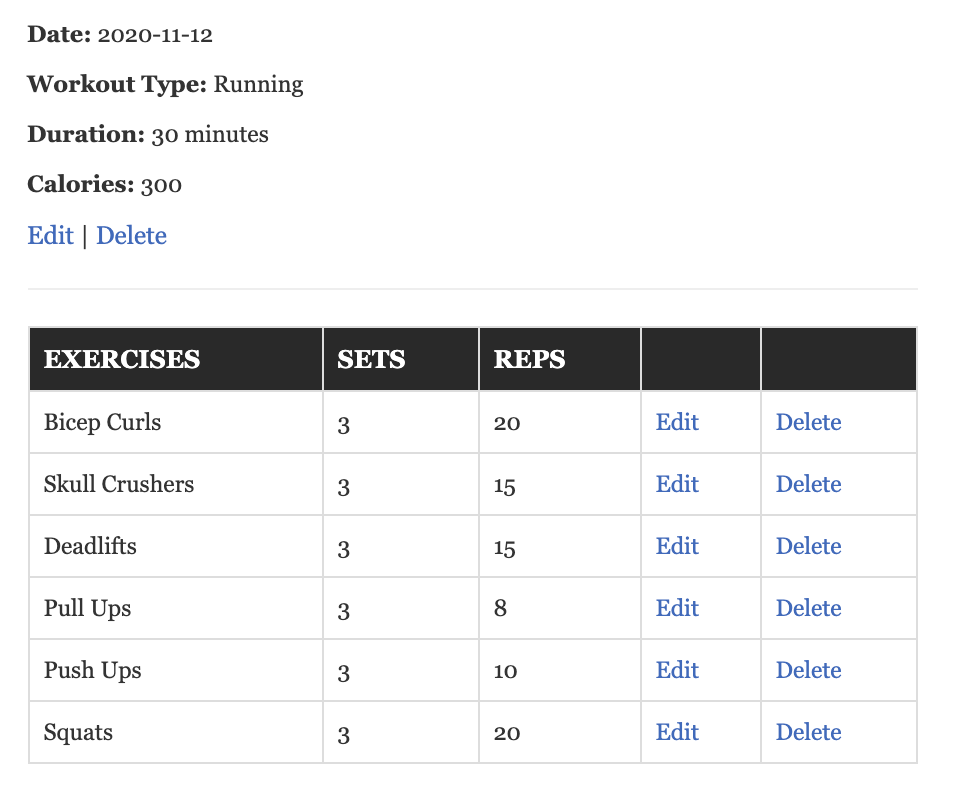 Date: 2020-11-12
Workout Type: Running
Duration: 30 minutes
Calories: 300
Edit | Delete
EXERCISES SETS REPS
Bicep Curls 3 20 Edit Delete
Skull Crushers 3 15 Edit Delete
Deadlifts 3 15 Edit Delete
Pull Ups 3 8 Edit Delete
Push Ups 3 10 Edit Delete
Squats 3 20 Edit Delete